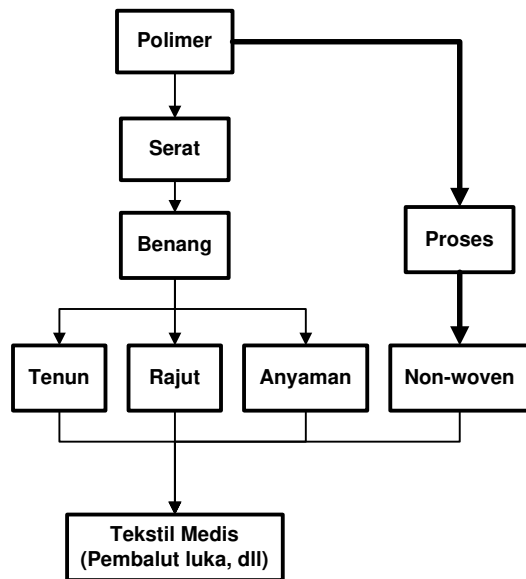 Polimer
Serat
Benang
Proses
Tenun
Rajut
Anyaman
Non-woven
Tekstil Medis
(Pembalut luka, dll)